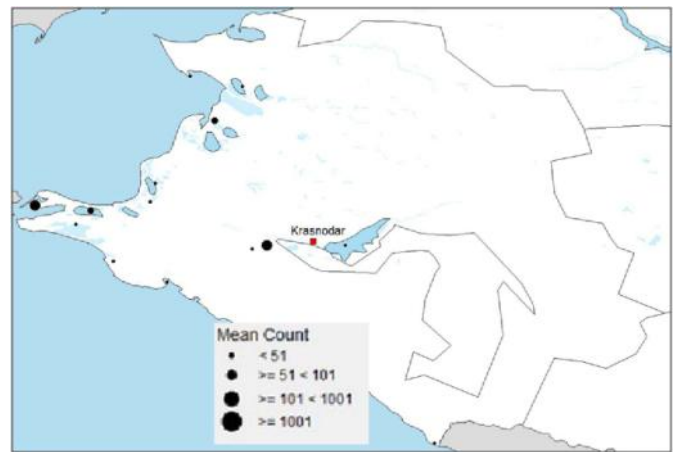 Krasnodar
Mean Count
< 51
>= 51 < 101
>= 101 < 1001
>= 1001